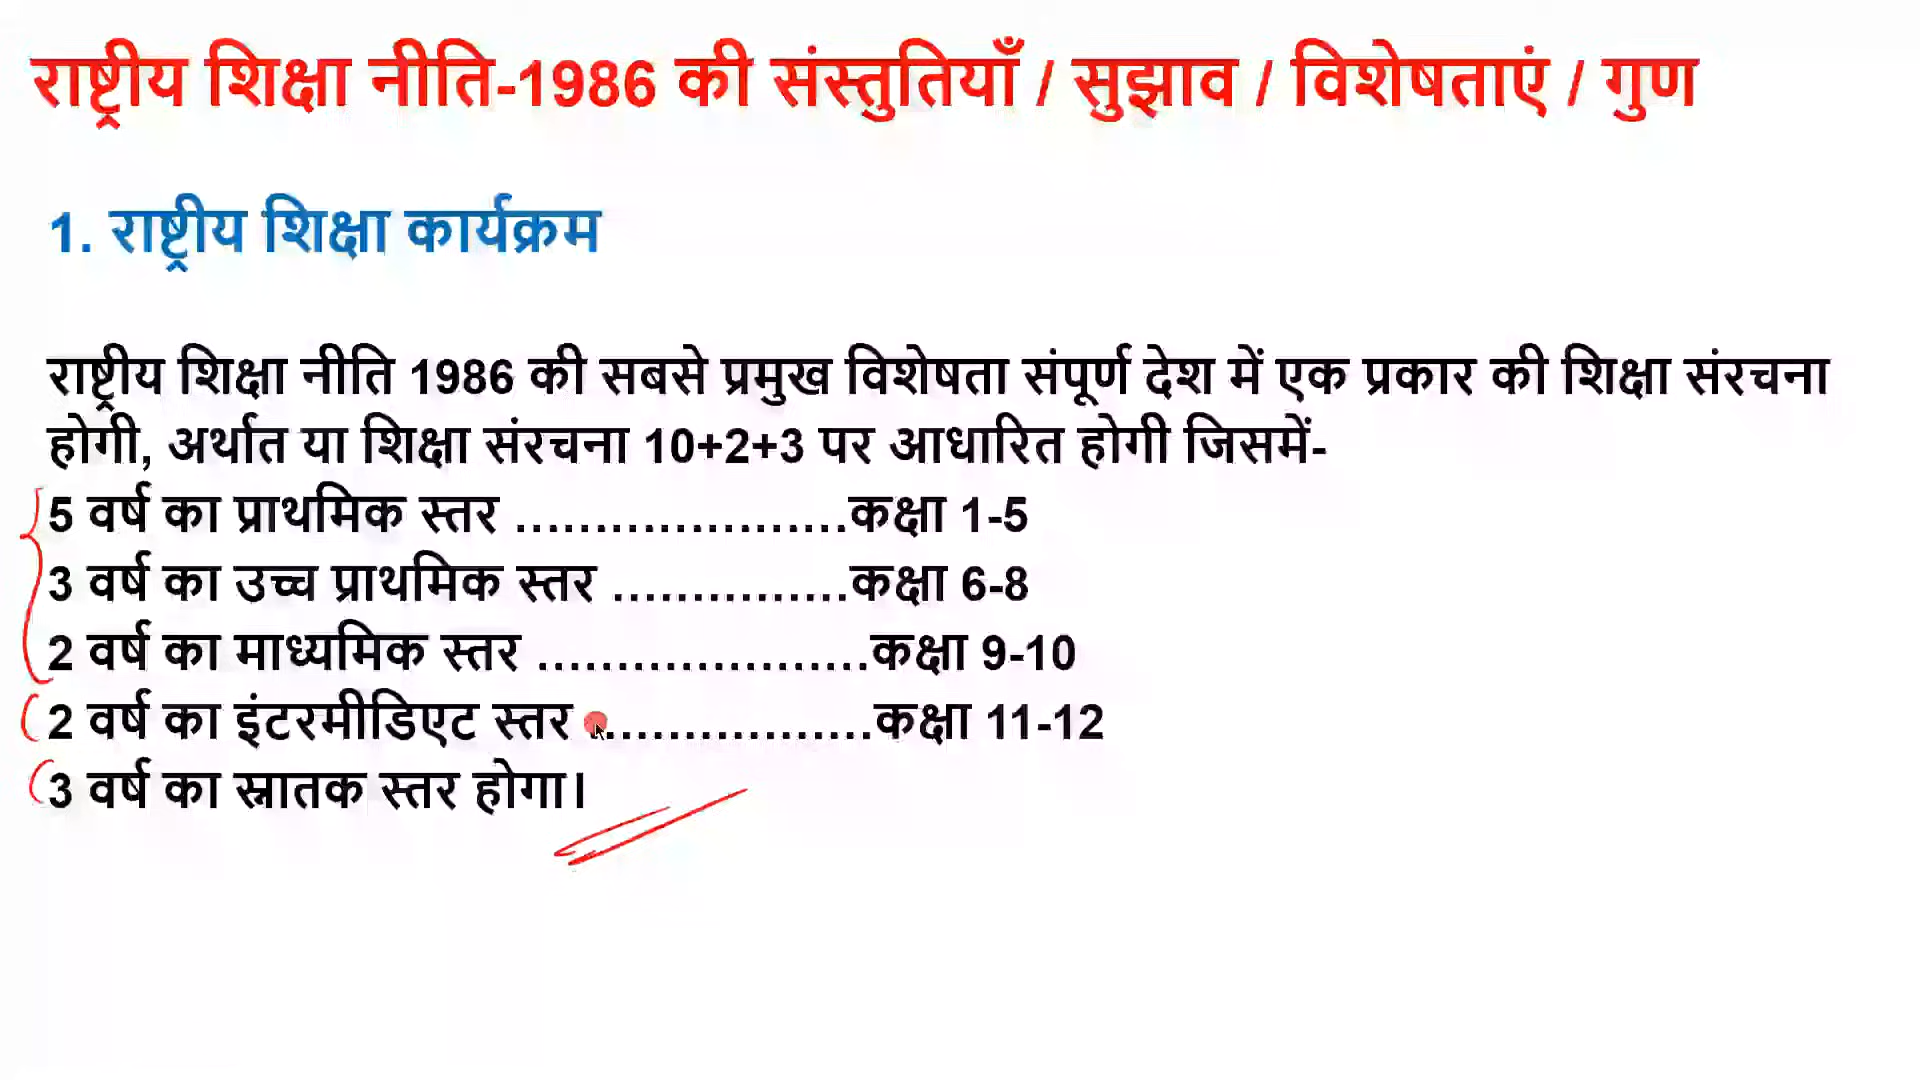 राष्ट्रीय शिक्षा नीति-1986 की संस्तुतियाँ / सुझाव / विशेषताएं / गुण
1. राष्ट्रीय शिक्षा कार्यक्रम
राष्ट्रीय शिक्षा नीति 1986 की सबसे प्रमुख विशेषता संपूर्ण देश में एक प्रकार की शिक्षा संरचना
होगी, अर्थात या शिक्षा संरचना 10+2+3 पर आधारित होगी जिसमें-
5 वर्ष का प्राथमिक स्तर .....................कक्षा 1-5
3 वर्ष का उच्च प्राथमिक स्तर ...............कक्षा 6-8
2 वर्ष का माध्यमिक स्तर .....................कक्षा 9-10
2 वर्ष का इंटरमीडिएट स्तर ..................कक्षा 11-12
3 वर्ष का स्नातक स्तर होगा।